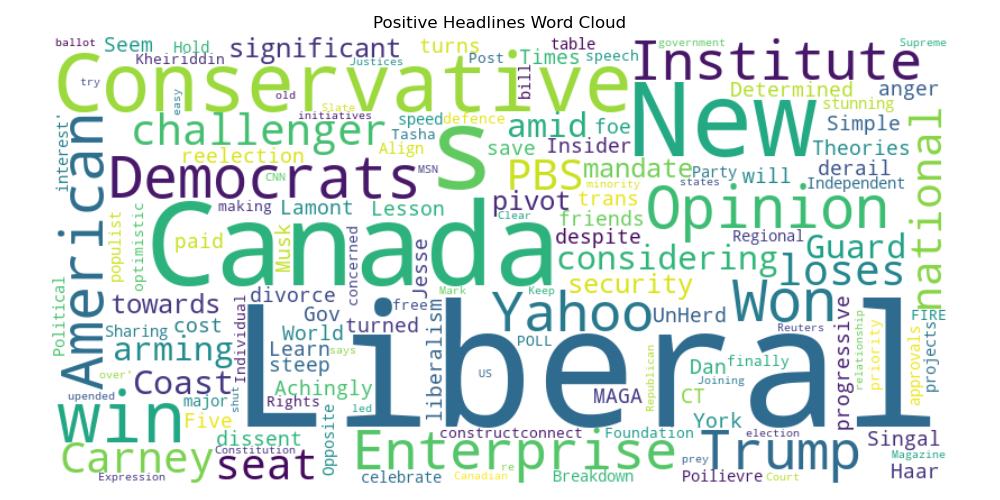 Positive Headlines Word Cloud
ballot Seem Hold significant turns table government Supreme
Kheiriddin Justices Post Times speech Institute
try Conservative bill New Determined anger
easy old Slate stunning
initiatives speed defence amid foe Simple
challenger s Tasha Insider Theories
interest' American reelection Align save derail
Democrats CNN MSN PBS mandate Party will Independent
minority states national
making Lamont Lesson Clear pivot trans Opinion
populist optimistic Canada friends
paid Musk concerned Jesse despite Regional Guard
considering loses
security
Political towards divorce free Mark Keep Yahoo UnHerd Won
Gov Reuters FIRE
Sharing cost World turned POLL progressive relationship priority approvals projects
arming Individual Learn says liberalism Liberal Dan finally
over' steep US Republican Joining
Coast Achingly MAGA CT
upended win major shut Rights led York
Five Opposite
dissent Constitution constructconnect Foundation election Singal
Carney seat Enterprise prey Trump Magazine
Expression celebrate Canadian re Breakdown Poilievre Court Haar